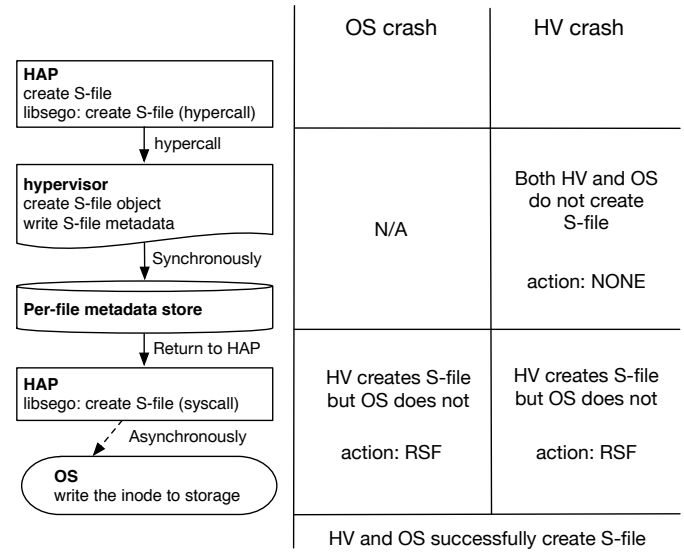 HAP
create S-file
libsego: create S-file (hypercall)
hypercall
hypervisor
create S-file object
write S-file metadata
Synchronously
Per-file metadata store
Return to HAP
HAP
libsego: create S-file (syscall)
Asynchronously
OS
write the inode to storage
OS crash
HV crash
N/A
Both HV and OS
do not create
S-file
action: NONE
HV creates S-file
but OS does not
action: RSF
HV creates S-file
but OS does not
action: RSF
HV and OS successfully create S-file